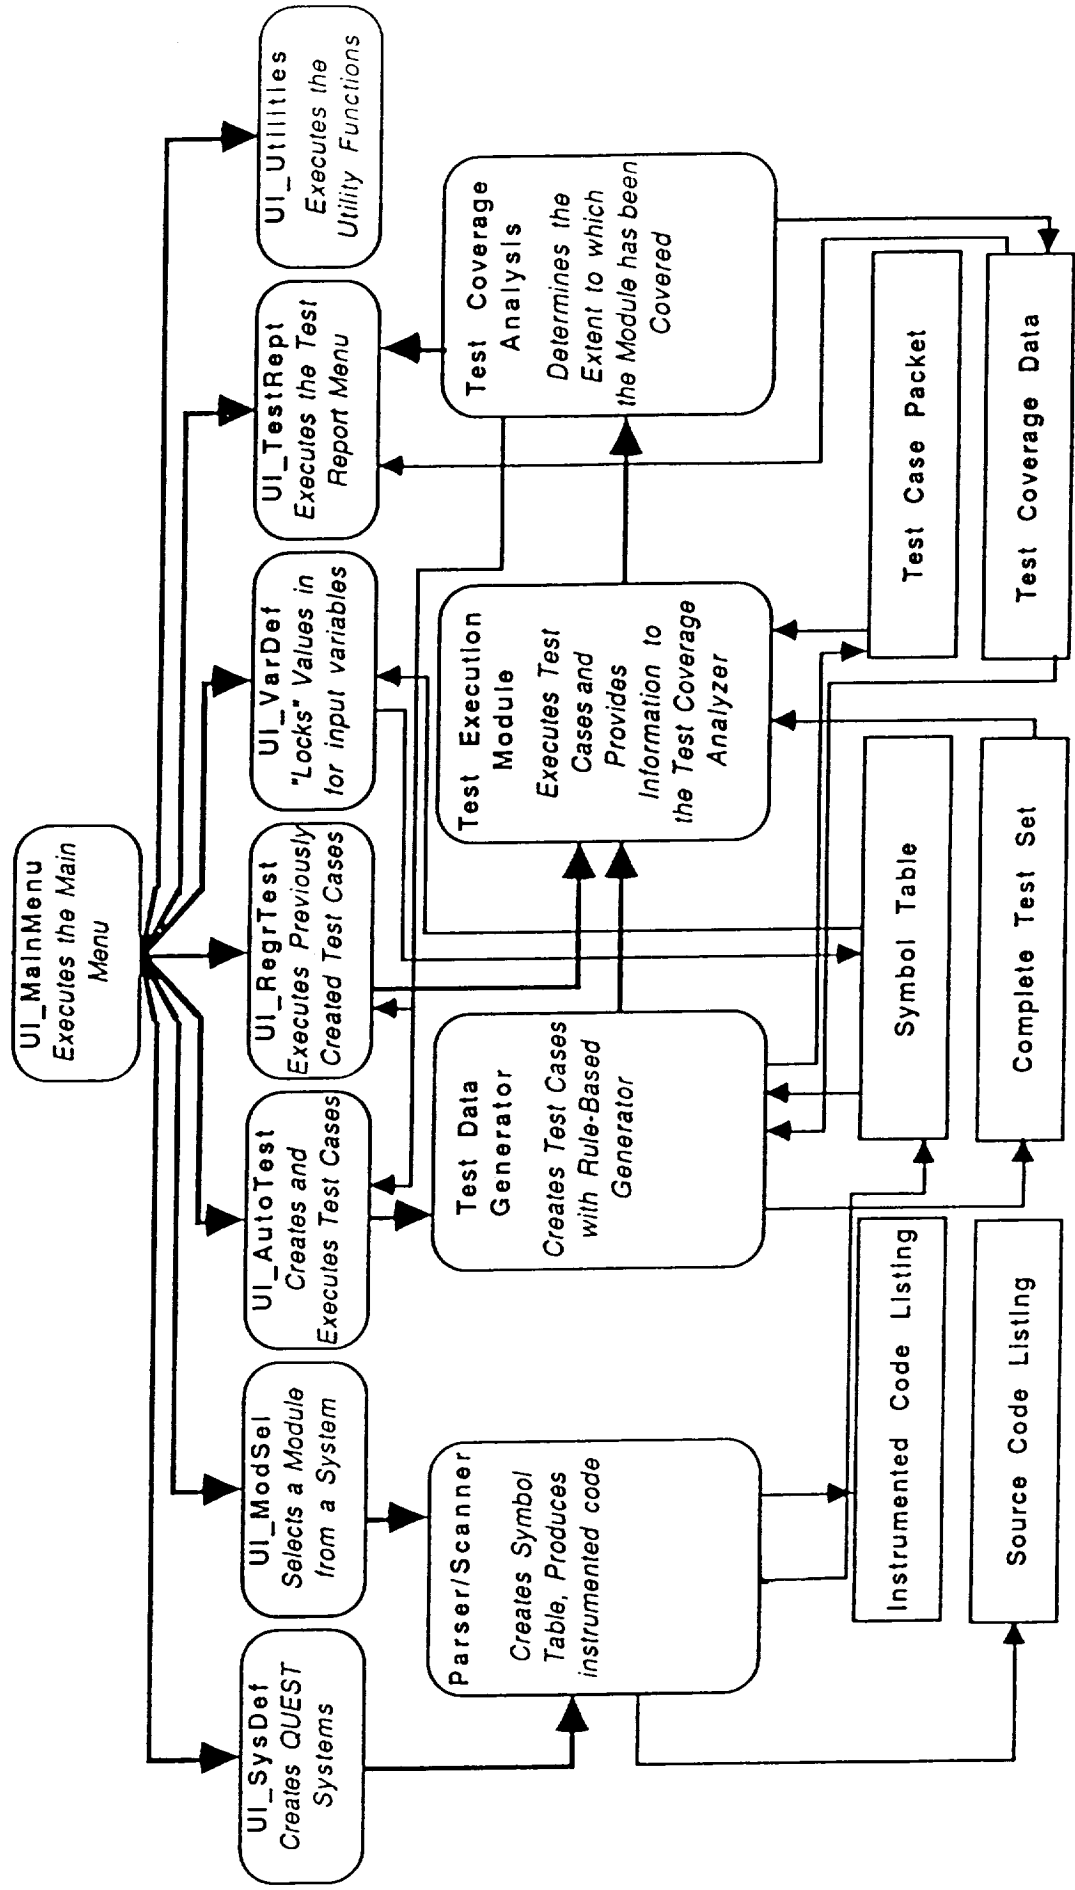 UI_MainMenu
Executes the Main
Menu
UI_SysDef
Creates QUEST
Systems
UI_ModSel
Selects a Module
from a System
UI_AutoTest
Creates and
Executes Test Cases
UI_RegrTest
Executes Previously
Created Test Cases
UI_VarDef
"Locks" Values in
for input variables
UI_TestRept
Executes the Test
Report Menu
UI_Utilities
Executes the
Utility Functions
Parser/Scanner
Creates Symbol
Table, Produces
instrumented code
Test Data
Generator
Creates Test Cases
with Rule-Based
Generator
Test Execution
Module
Executes Test
Cases and
Provides
Information to
the Test Coverage
Analyzer
Test Coverage
Analysis
Determines the
Extent to which
the Module has been
Covered
Instrumented Code Listing
Symbol Table
Test Case Packet
Source Code Listing
Complete Test Set
Test Coverage Data